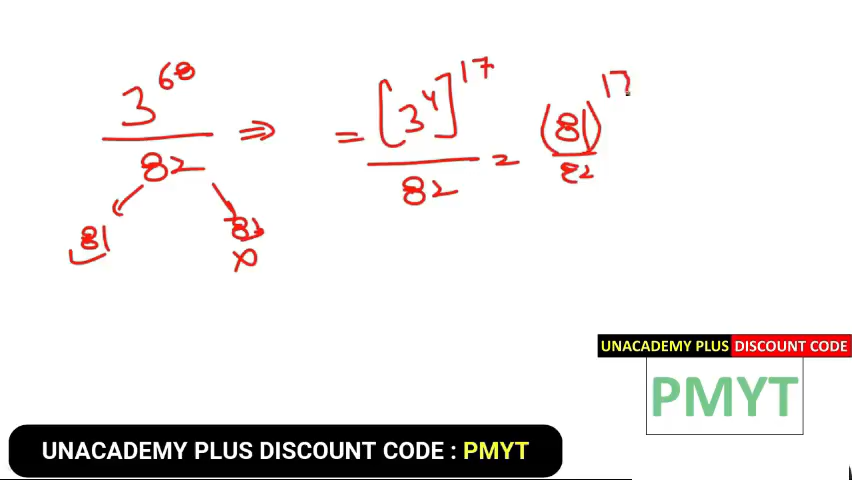 3^68 / 82 ⇒ = [3^4]^17 / 82 = (81)^17 / 82
81
83
x
UNACADEMY PLUS DISCOUNT CODE
PMYT
UNACADEMY PLUS DISCOUNT CODE : PMYT